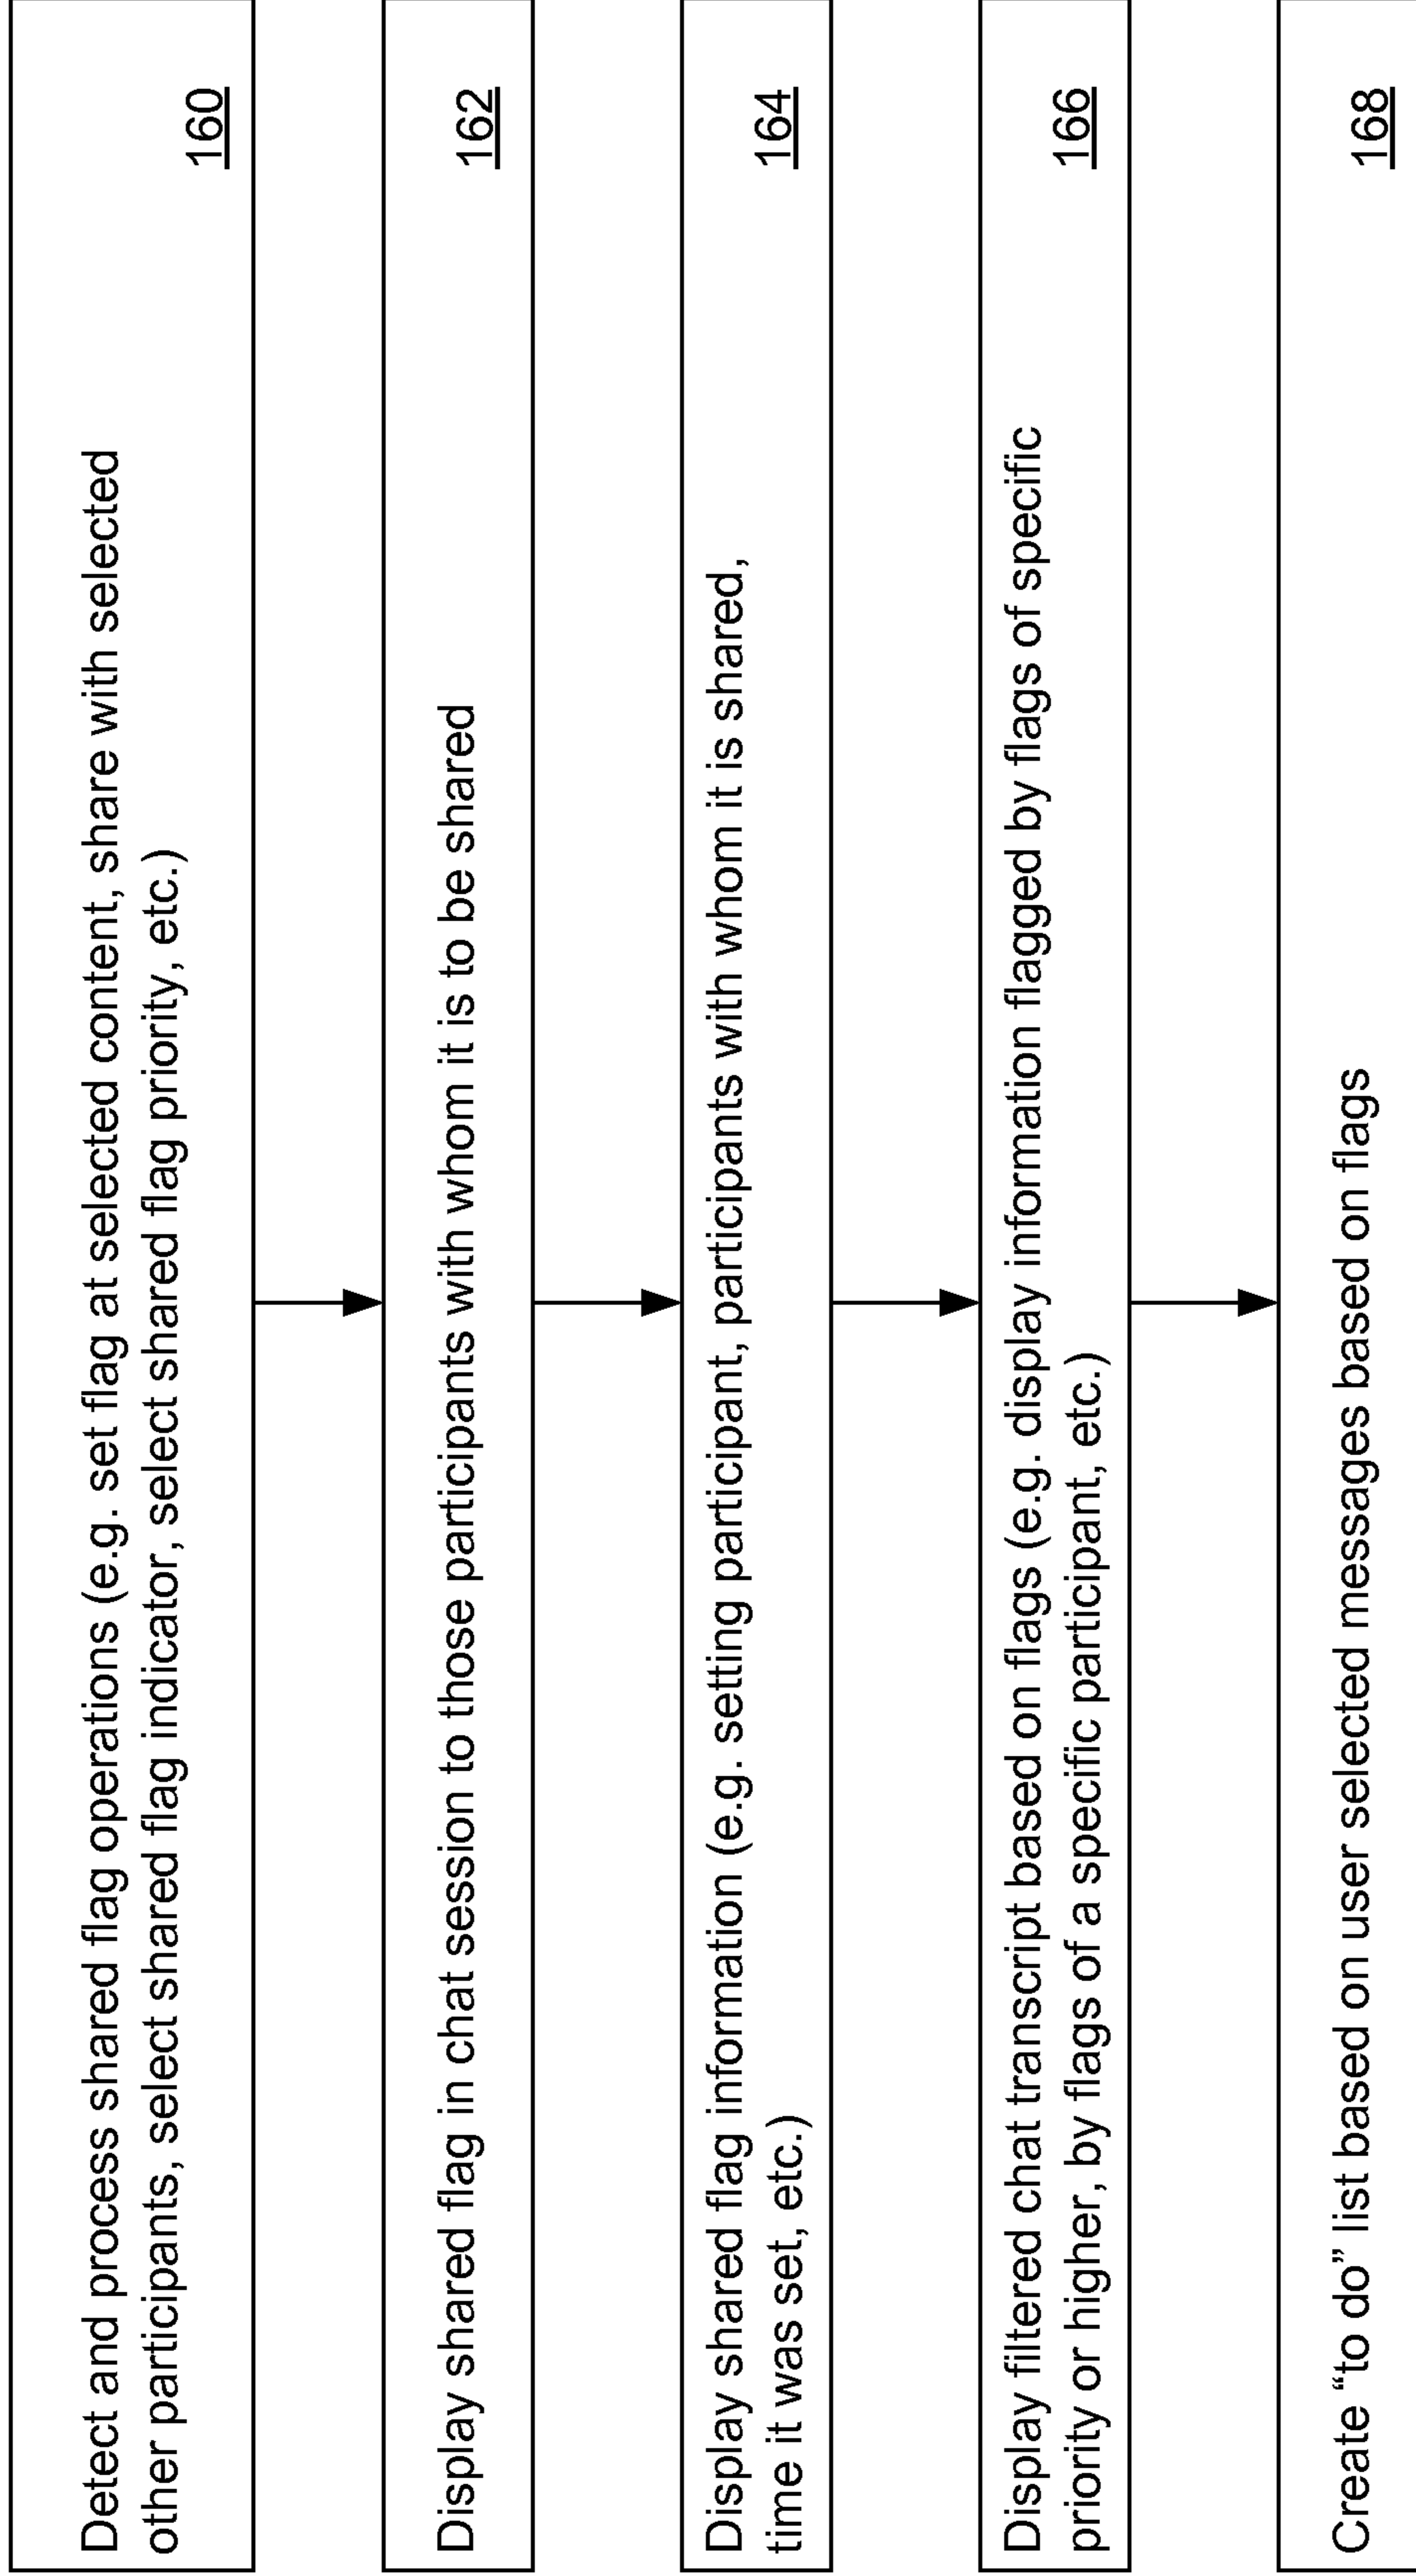 Detect and process shared flag operations (e.g. set flag at selected content, share with selected
other participants, select shared flag indicator, select shared flag priority, etc.)
160
Display shared flag in chat session to those participants with whom it is to be shared
162
Display shared flag information (e.g. setting participant, participants with whom it is shared,
time it was set, etc.)
164
Display filtered chat transcript based on flags (e.g. display information flagged by flags of specific
priority or higher, by flags of a specific participant, etc.)
166
Create “to do” list based on user selected messages based on flags
168